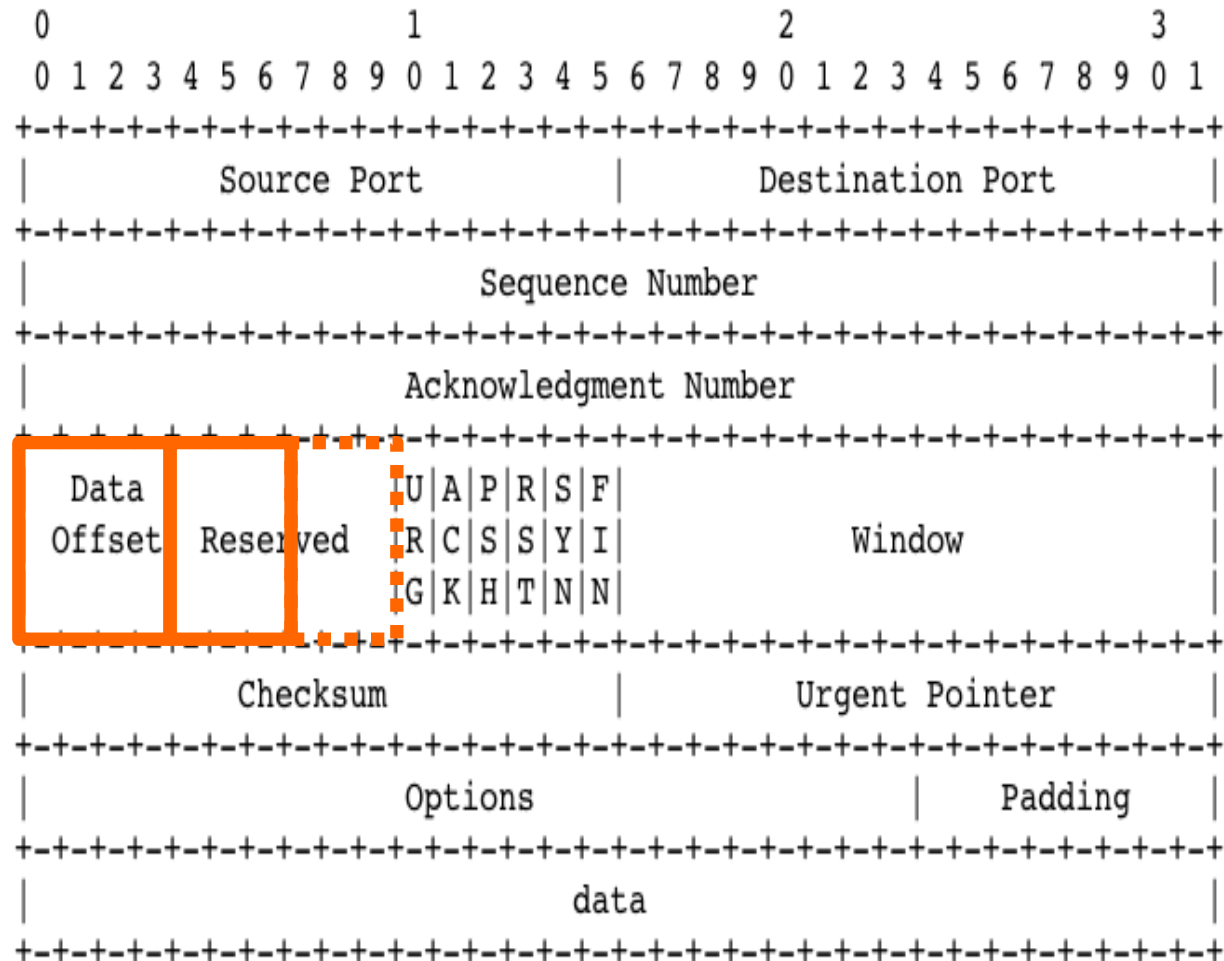 0                   1                   2                   3
0 1 2 3 4 5 6 7 8 9 0 1 2 3 4 5 6 7 8 9 0 1 2 3 4 5 6 7 8 9 0 1
+-+-+-+-+-+-+-+-+-+-+-+-+-+-+-+-+-+-+-+-+-+-+-+-+-+-+-+-+-+-+-+-+
|          Source Port          |       Destination Port        |
+-+-+-+-+-+-+-+-+-+-+-+-+-+-+-+-+-+-+-+-+-+-+-+-+-+-+-+-+-+-+-+-+
|                        Sequence Number                        |
+-+-+-+-+-+-+-+-+-+-+-+-+-+-+-+-+-+-+-+-+-+-+-+-+-+-+-+-+-+-+-+-+
|                    Acknowledgment Number                      |
+-+-+-+-+-+-+-+-+-+-+-+-+-+-+-+-+-+-+-+-+-+-+-+-+-+-+-+-+-+-+-+-+
Data |U|A|P|R|S|F| |
Offset Reserved |R|C|S|S|Y|I| Window |
|G|K|H|T|N|N| |
+-+-+-+-+-+-+-+-+-+-+-+-+-+-+-+-+-+-+-+-+-+-+-+-+-+-+-+-+-+-+-+-+
|           Checksum            |         Urgent Pointer        |
+-+-+-+-+-+-+-+-+-+-+-+-+-+-+-+-+-+-+-+-+-+-+-+-+-+-+-+-+-+-+-+-+
|                    Options                    |    Padding    |
+-+-+-+-+-+-+-+-+-+-+-+-+-+-+-+-+-+-+-+-+-+-+-+-+-+-+-+-+-+-+-+-+
|                             data                              |
+-+-+-+-+-+-+-+-+-+-+-+-+-+-+-+-+-+-+-+-+-+-+-+-+-+-+-+-+-+-+-+-+